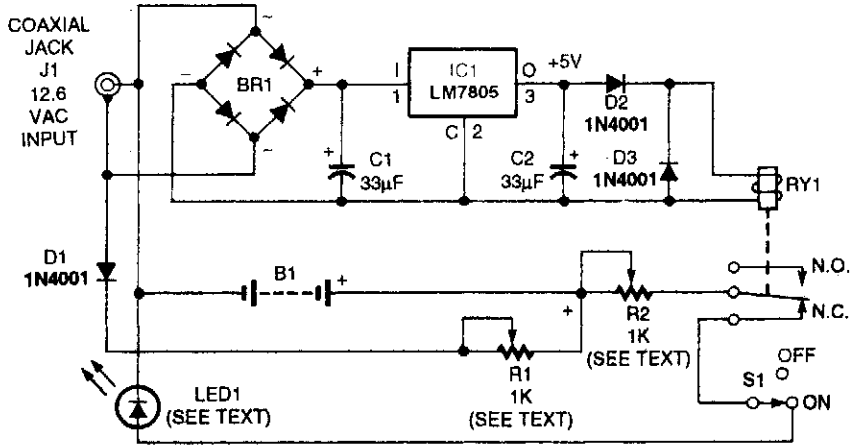 COAXIAL
JACK
J1
12.6
VAC
INPUT
~
−
BR1
+
~
I
1
IC1
LM7805
C
2
O
3
+5V
D2
1N4001
+
C1
33µF
C2
+
33µF
D3
1N4001
RY1
D1
1N4001
B1
+
+
R2
1K
(SEE TEXT)
N.O.
N.C.
R1
1K
(SEE TEXT)
OFF
S1
ON
LED1
(SEE TEXT)